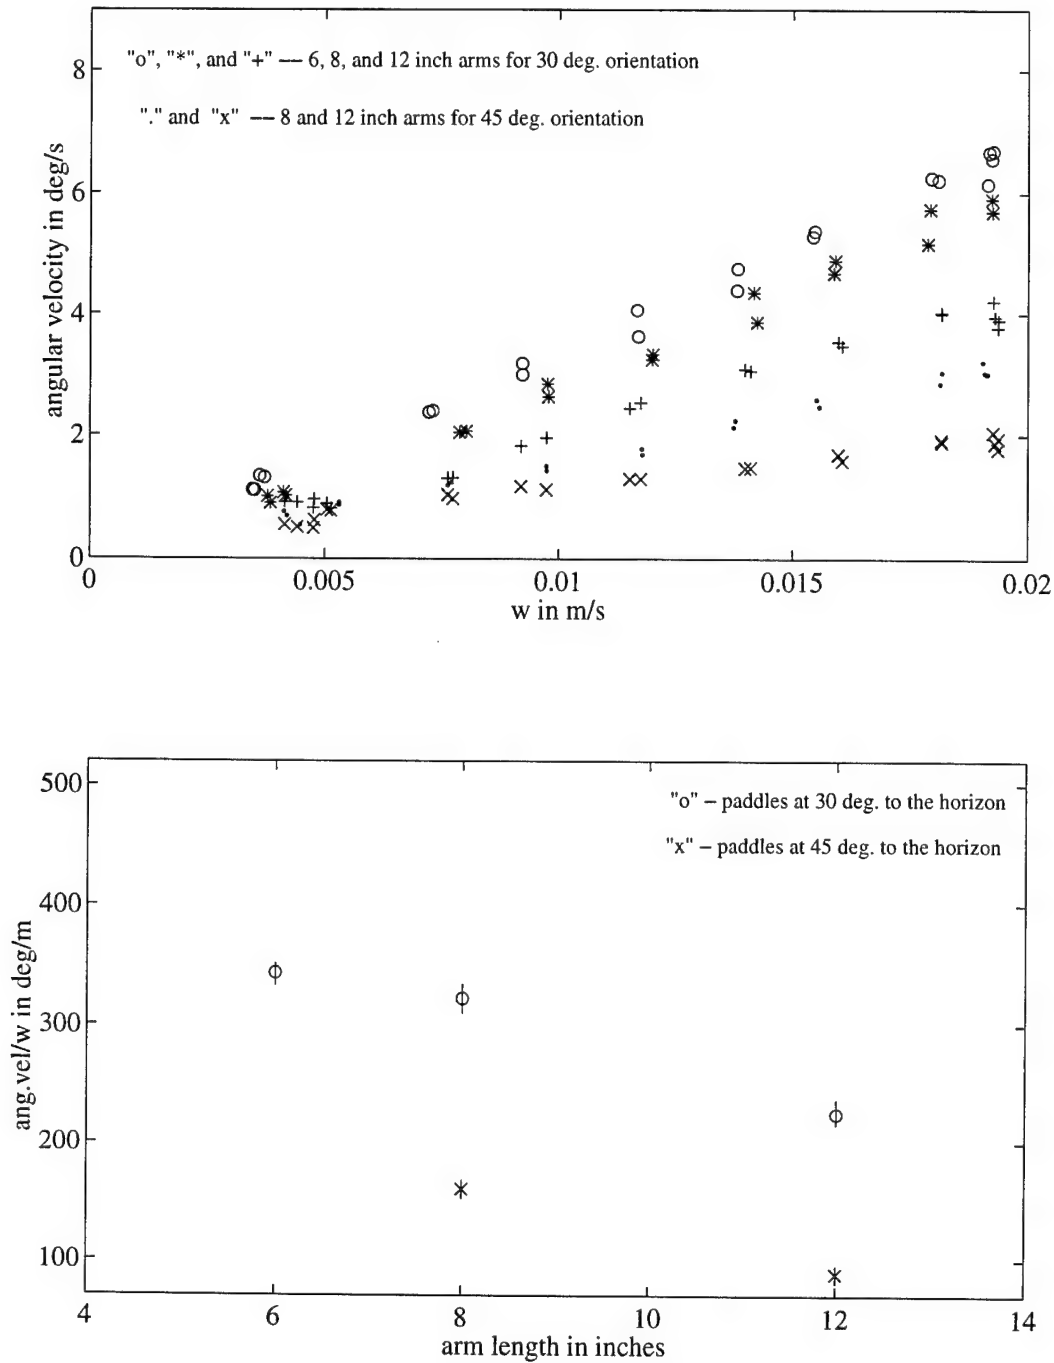 "o", "*", and "+" — 6, 8, and 12 inch arms for 30 deg. orientation
"." and "x" — 8 and 12 inch arms for 45 deg. orientation
angular velocity in deg/s
8
6
4
2
0
0
0.005
0.01
0.015
0.02
w in m/s
"o" – paddles at 30 deg. to the horizon
"x" – paddles at 45 deg. to the horizon
ang.vel/w in deg/m
500
400
300
200
100
4
6
8
10
12
14
arm length in inches